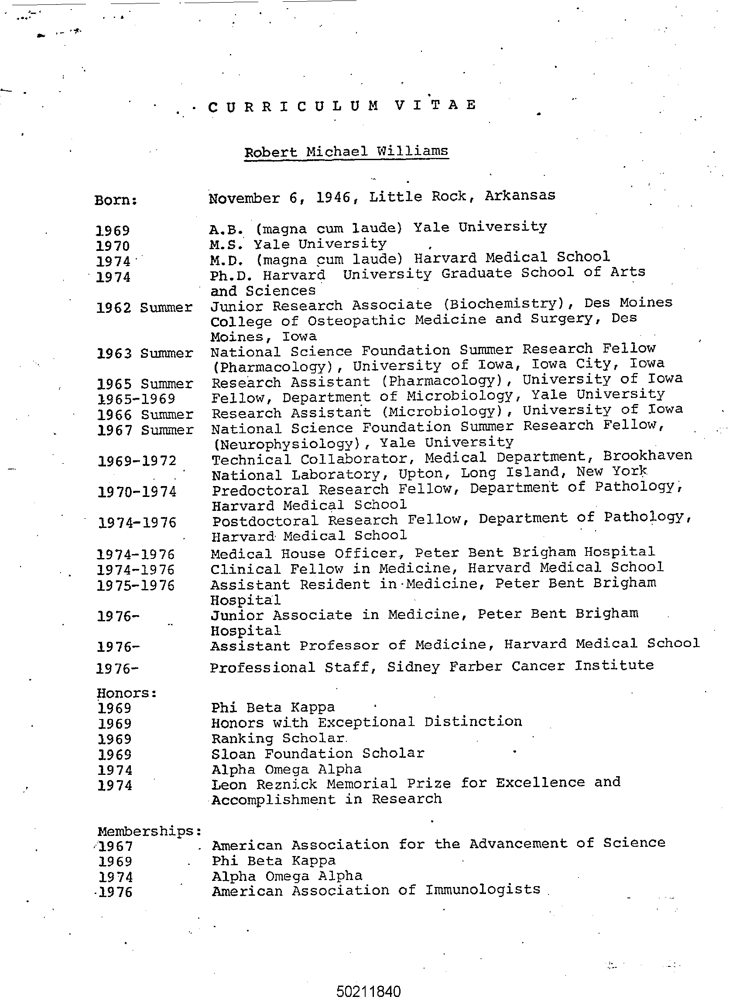 CURRICULUM VITAE
Robert Michael Williams
Born: November 6, 1946, Little Rock, Arkansas
1969 A.B. (magna cum laude) Yale University
1970 M.S. Yale University
1974 M.D. (magna cum laude) Harvard Medical School
1974 Ph.D. Harvard University Graduate School of Arts
and Sciences
1962 Summer Junior Research Associate (Biochemistry), Des Moines
College of Osteopathic Medicine and Surgery, Des
Moines, Iowa
1963 Summer National Science Foundation Summer Research Fellow
(Pharmacology), University of Iowa, Iowa City, Iowa
1965 Summer Research Assistant (Pharmacology), University of Iowa
1965-1969 Fellow, Department of Microbiology, Yale University
1966 Summer Research Assistant (Microbiology), University of Iowa
1967 Summer National Science Foundation Summer Research Fellow,
(Neurophysiology), Yale University
1969-1972 Technical Collaborator, Medical Department, Brookhaven
National Laboratory, Upton, Long Island, New York
1970-1974 Predoctoral Research Fellow, Department of Pathology,
Harvard Medical School
1974-1976 Postdoctoral Research Fellow, Department of Pathology,
Harvard Medical School
1974-1976 Medical House Officer, Peter Bent Brigham Hospital
1974-1976 Clinical Fellow in Medicine, Harvard Medical School
1975-1976 Assistant Resident in Medicine, Peter Bent Brigham
Hospital
1976- Junior Associate in Medicine, Peter Bent Brigham
Hospital
1976- Assistant Professor of Medicine, Harvard Medical School
1976- Professional Staff, Sidney Farber Cancer Institute
Honors:
1969 Phi Beta Kappa
1969 Honors with Exceptional Distinction
1969 Ranking Scholar
1969 Sloan Foundation Scholar
1974 Alpha Omega Alpha
1974 Leon Reznick Memorial Prize for Excellence and
Accomplishment in Research
Memberships:
1967 American Association for the Advancement of Science
1969 Phi Beta Kappa
1974 Alpha Omega Alpha
1976 American Association of Immunologists
50211840